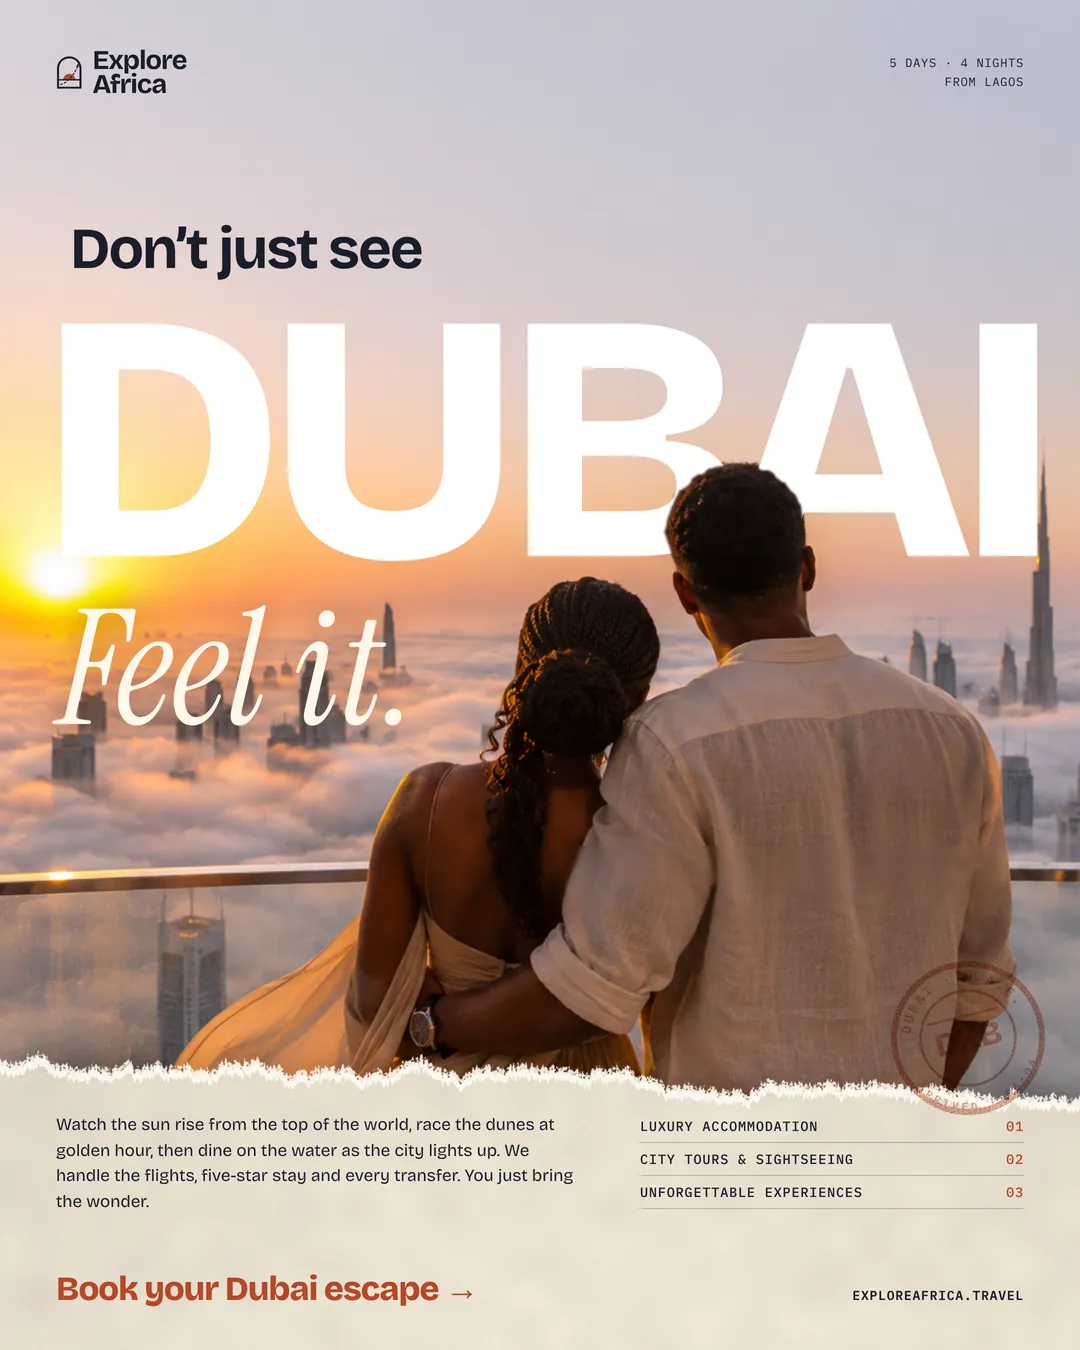 Explore
Africa
5 DAYS · 4 NIGHTS
FROM LAGOS
Don’t just see
DUBAI
Feel it.
DUBAI
Watch the sun rise from the top of the world, race the dunes at
golden hour, then dine on the water as the city lights up. We
handle the flights, five-star stay and every transfer. You just bring
the wonder.
LUXURY ACCOMMODATION 01
CITY TOURS & SIGHTSEEING 02
UNFORGETTABLE EXPERIENCES 03
Book your Dubai escape →
EXPLOREAFRICA.TRAVEL